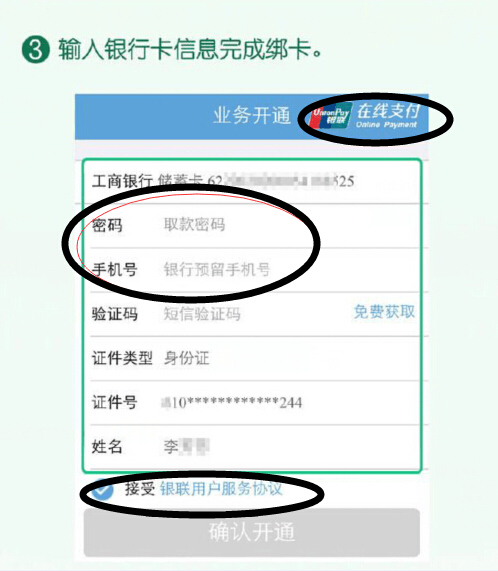 3 输入银行卡信息完成绑卡。
业务开通 UnionPay 银联 在线支付
Online Payment
工商银行 储蓄卡 62 525
密码 取款密码
手机号 银行预留手机号
验证码 短信验证码 免费获取
证件类型 身份证
证件号 310************244
姓名 李
接受 银联用户服务协议
确认开通